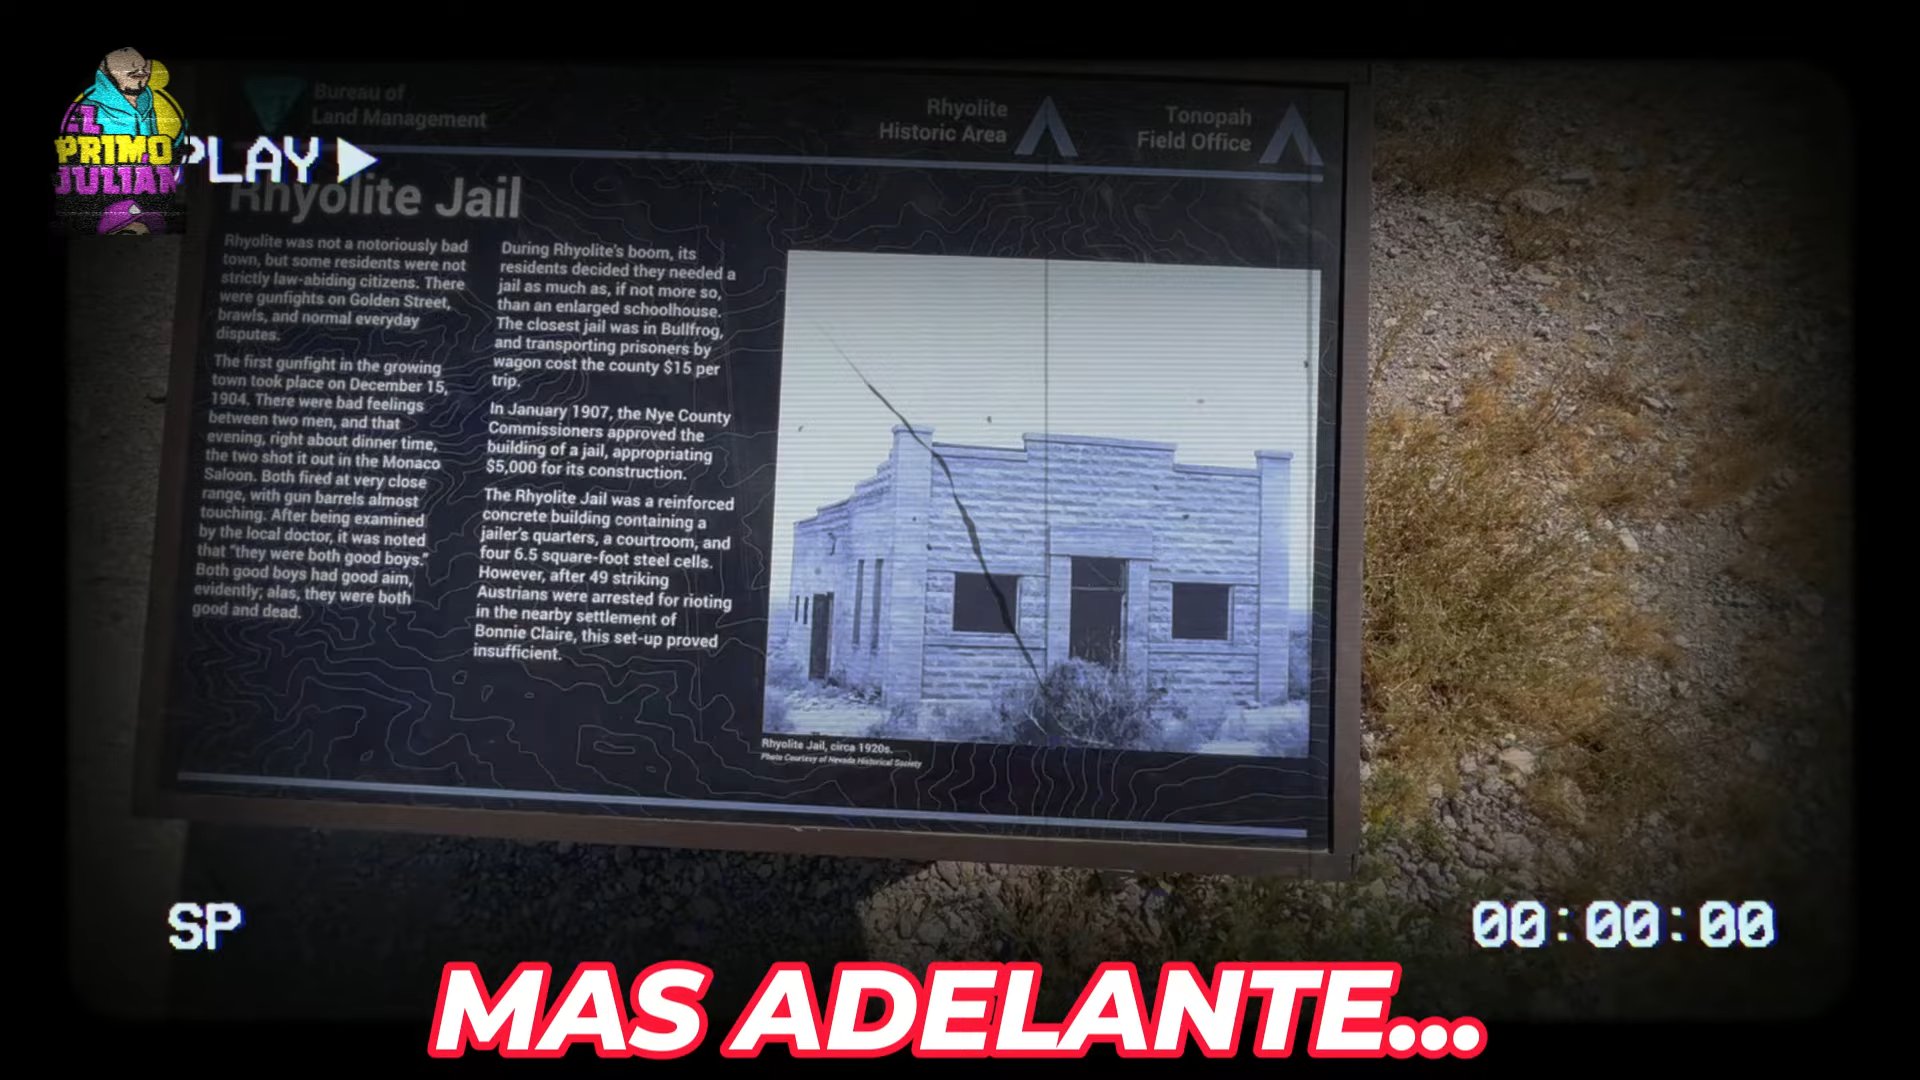 EL
PRIMO
JULIAN
PLAY
Bureau of
Land Management
Rhyolite
Historic Area
Tonopah
Field Office
Rhyolite Jail
Rhyolite was not a notoriously bad
town, but some residents were not
strictly law-abiding citizens. There
were gunfights on Golden Street,
brawls, and normal everyday
disputes.
The first gunfight in the growing
town took place on December 15,
1904. There were bad feelings
between two men, and that
evening, right about dinner time,
the two shot it out in the Monaco
Saloon. Both fired at very close
range, with gun barrels almost
touching. After being examined
by the local doctor, it was noted
that "they were both good boys."
Both good boys had good aim,
evidently; alas, they were both
good and dead.
During Rhyolite's boom, its
residents decided they needed a
jail as much as, if not more so,
than an enlarged schoolhouse.
The closest jail was in Bullfrog,
and transporting prisoners by
wagon cost the county $15 per
trip.
In January 1907, the Nye County
Commissioners approved the
building of a jail, appropriating
$5,000 for its construction.
The Rhyolite Jail was a reinforced
concrete building containing a
jailer's quarters, a courtroom, and
four 6.5 square-foot steel cells.
However, after 49 striking
Austrians were arrested for rioting
in the nearby settlement of
Bonnie Claire, this set-up proved
insufficient.
Rhyolite Jail, circa 1920s.
Photo Courtesy of Nevada Historical Society
SP
00:00:00
MAS ADELANTE...